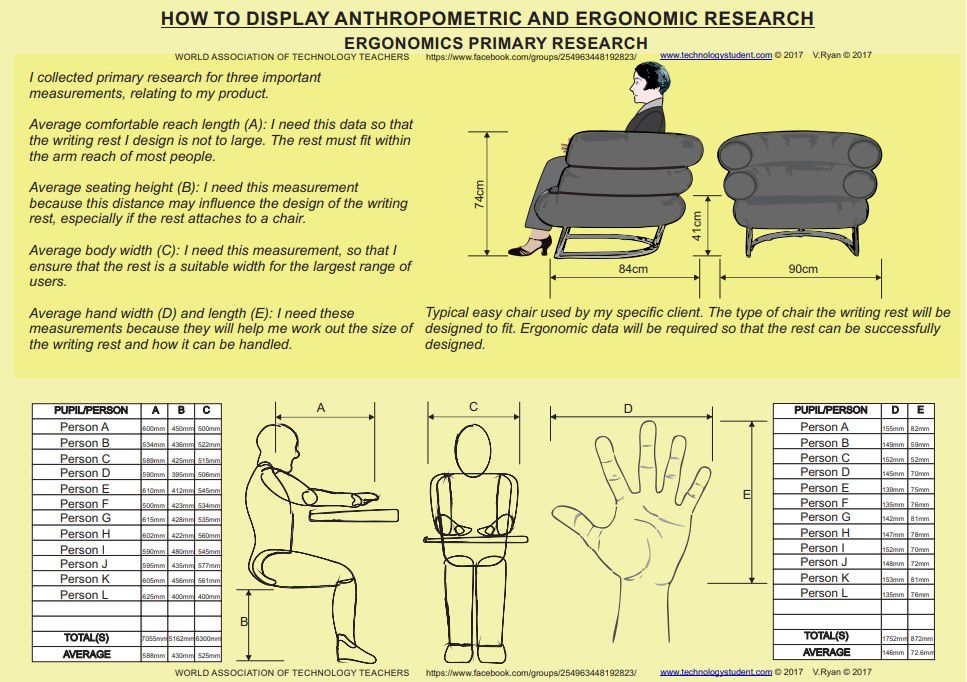 HOW TO DISPLAY ANTHROPOMETRIC AND ERGONOMIC RESEARCH
ERGONOMICS PRIMARY RESEARCH
WORLD ASSOCIATION OF TECHNOLOGY TEACHERS https://www.facebook.com/groups/254963448192823/ www.technologystudent.com © 2017 V.Ryan © 2017
I collected primary research for three important
measurements, relating to my product.
Average comfortable reach length (A): I need this data so that
the writing rest I design is not to large. The rest must fit within
the arm reach of most people.
Average seating height (B): I need this measurement
because this distance may influence the design of the writing
rest, especially if the rest attaches to a chair.
Average body width (C): I need this measurement, so that I
ensure that the rest is a suitable width for the largest range of
users.
Average hand width (D) and length (E): I need these
measurements because they will help me work out the size of
the writing rest and how it can be handled.
74cm
41cm
84cm
90cm
Typical easy chair used by my specific client. The type of chair the writing rest will be
designed to fit. Ergonomic data will be required so that the rest can be successfully
designed.
PUPIL/PERSON A B C
Person A 600mm 450mm 500mm
Person B 534mm 436mm 522mm
Person C 589mm 425mm 515mm
Person D 590mm 395mm 506mm
Person E 610mm 412mm 545mm
Person F 500mm 423mm 534mm
Person G 615mm 428mm 535mm
Person H 602mm 422mm 560mm
Person I 590mm 480mm 545mm
Person J 595mm 435mm 577mm
Person K 605mm 456mm 561mm
Person L 625mm 400mm 400mm
TOTAL(S) 7055mm 5162mm 6300mm
AVERAGE 588mm 430mm 525mm
A
B
C
D
E
PUPIL/PERSON D E
Person A 155mm 82mm
Person B 149mm 59mm
Person C 152mm 52mm
Person D 145mm 70mm
Person E 139mm 75mm
Person F 135mm 76mm
Person G 142mm 81mm
Person H 147mm 78mm
Person I 152mm 70mm
Person J 148mm 72mm
Person K 153mm 81mm
Person L 135mm 76mm
TOTAL(S) 1752mm 872mm
AVERAGE 146mm 72.6mm
WORLD ASSOCIATION OF TECHNOLOGY TEACHERS https://www.facebook.com/groups/254963448192823/ www.technologystudent.com © 2017 V.Ryan © 2017